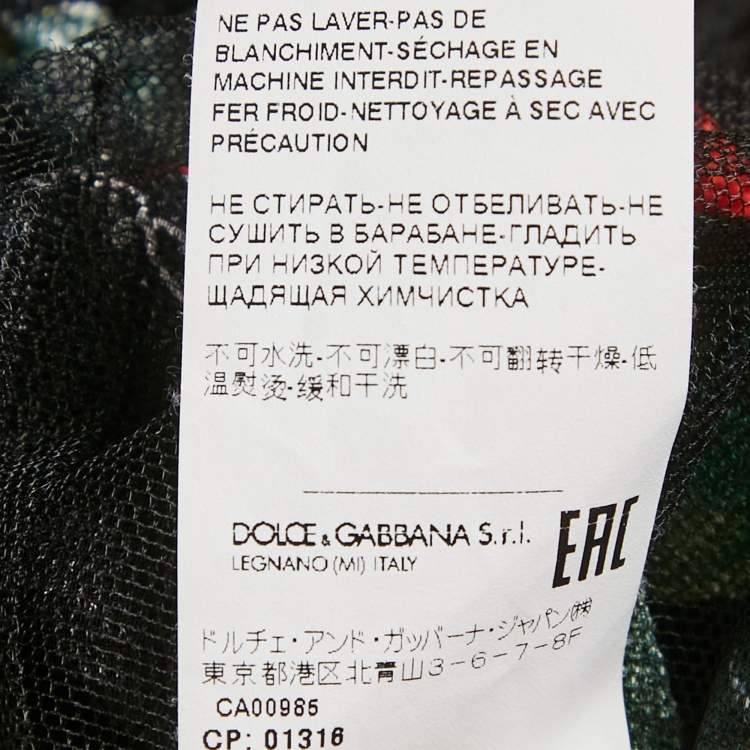 NE PAS LAVER-PAS DE
BLANCHIMENT-SÉCHAGE EN
MACHINE INTERDIT-REPASSAGE
FER FROID-NETTOYAGE À SEC AVEC
PRÉCAUTION
НЕ СТИРАТЬ-НЕ ОТБЕЛИВАТЬ-НЕ
СУШИТЬ В БАРАБАНЕ-ГЛАДИТЬ
ПРИ НИЗКОЙ ТЕМПЕРАТУРЕ-
ЩАДЯЩАЯ ХИМЧИСТКА
不可水洗-不可漂白-不可翻转干燥-低
温熨烫-缓和干洗
DOLCE & GABBANA S.r.l.
LEGNANO (MI) ITALY
EAC
ドルチェ・アンド・ガッバーナ・ジャパン㈱
東京都港区北青山3-6-7-8F
CA00985
CP: 01316